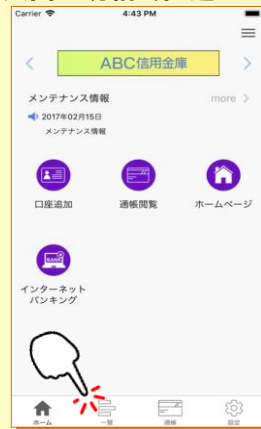 Carrier 4:43 PM
ABC信用金庫
メンテナンス情報 more
2017年02月15日
メンテナンス情報
口座追加 通帳閲覧 ホームページ
インターネット
バンキング
ホーム 一覧 通帳 設定